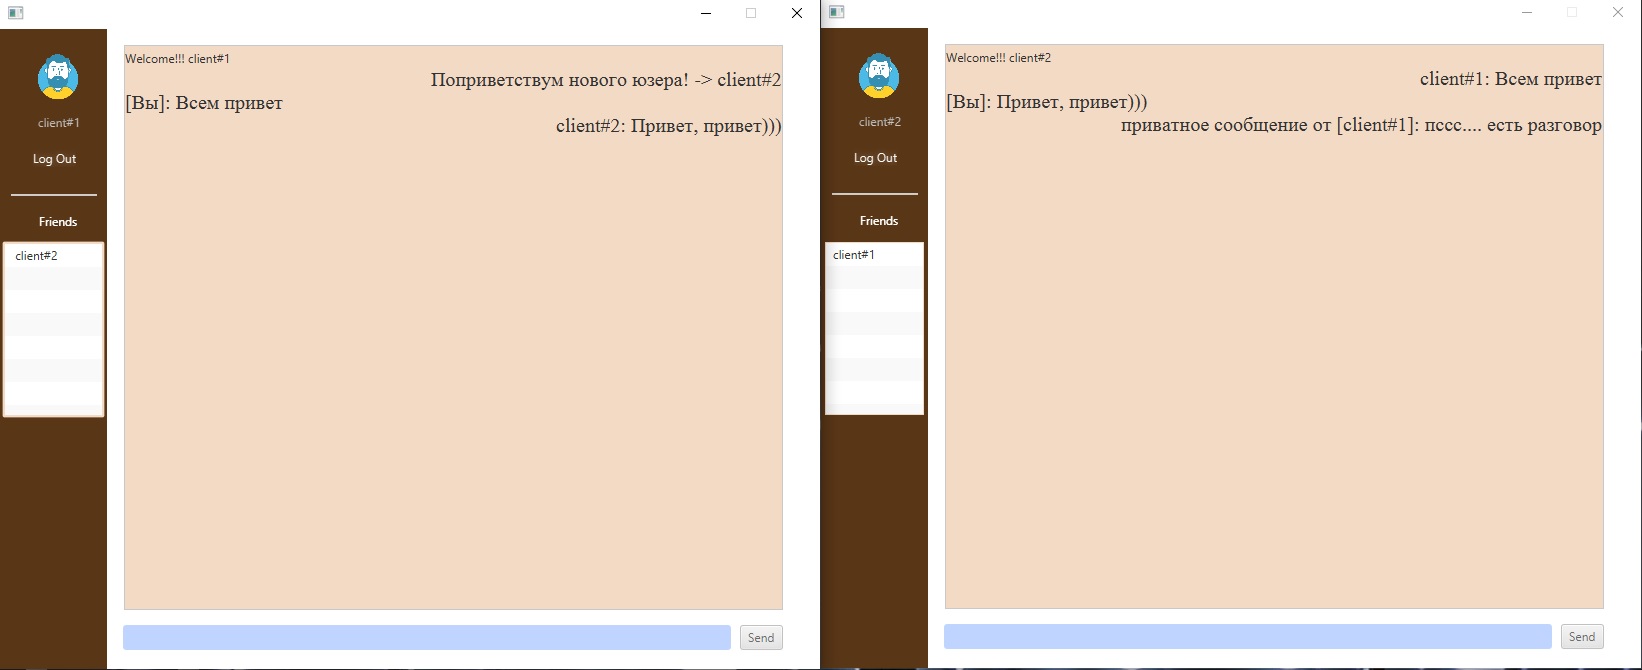 client#1
Log Out
Friends
client#2
Welcome!!! client#1
Поприветствум нового юзера! -> client#2
[Вы]: Всем привет
client#2: Привет, привет)))
Send
client#2
Log Out
Friends
client#1
Welcome!!! client#2
client#1: Всем привет
[Вы]: Привет, привет)))
приватное сообщение от [client#1]: пссс.... есть разговор
Send